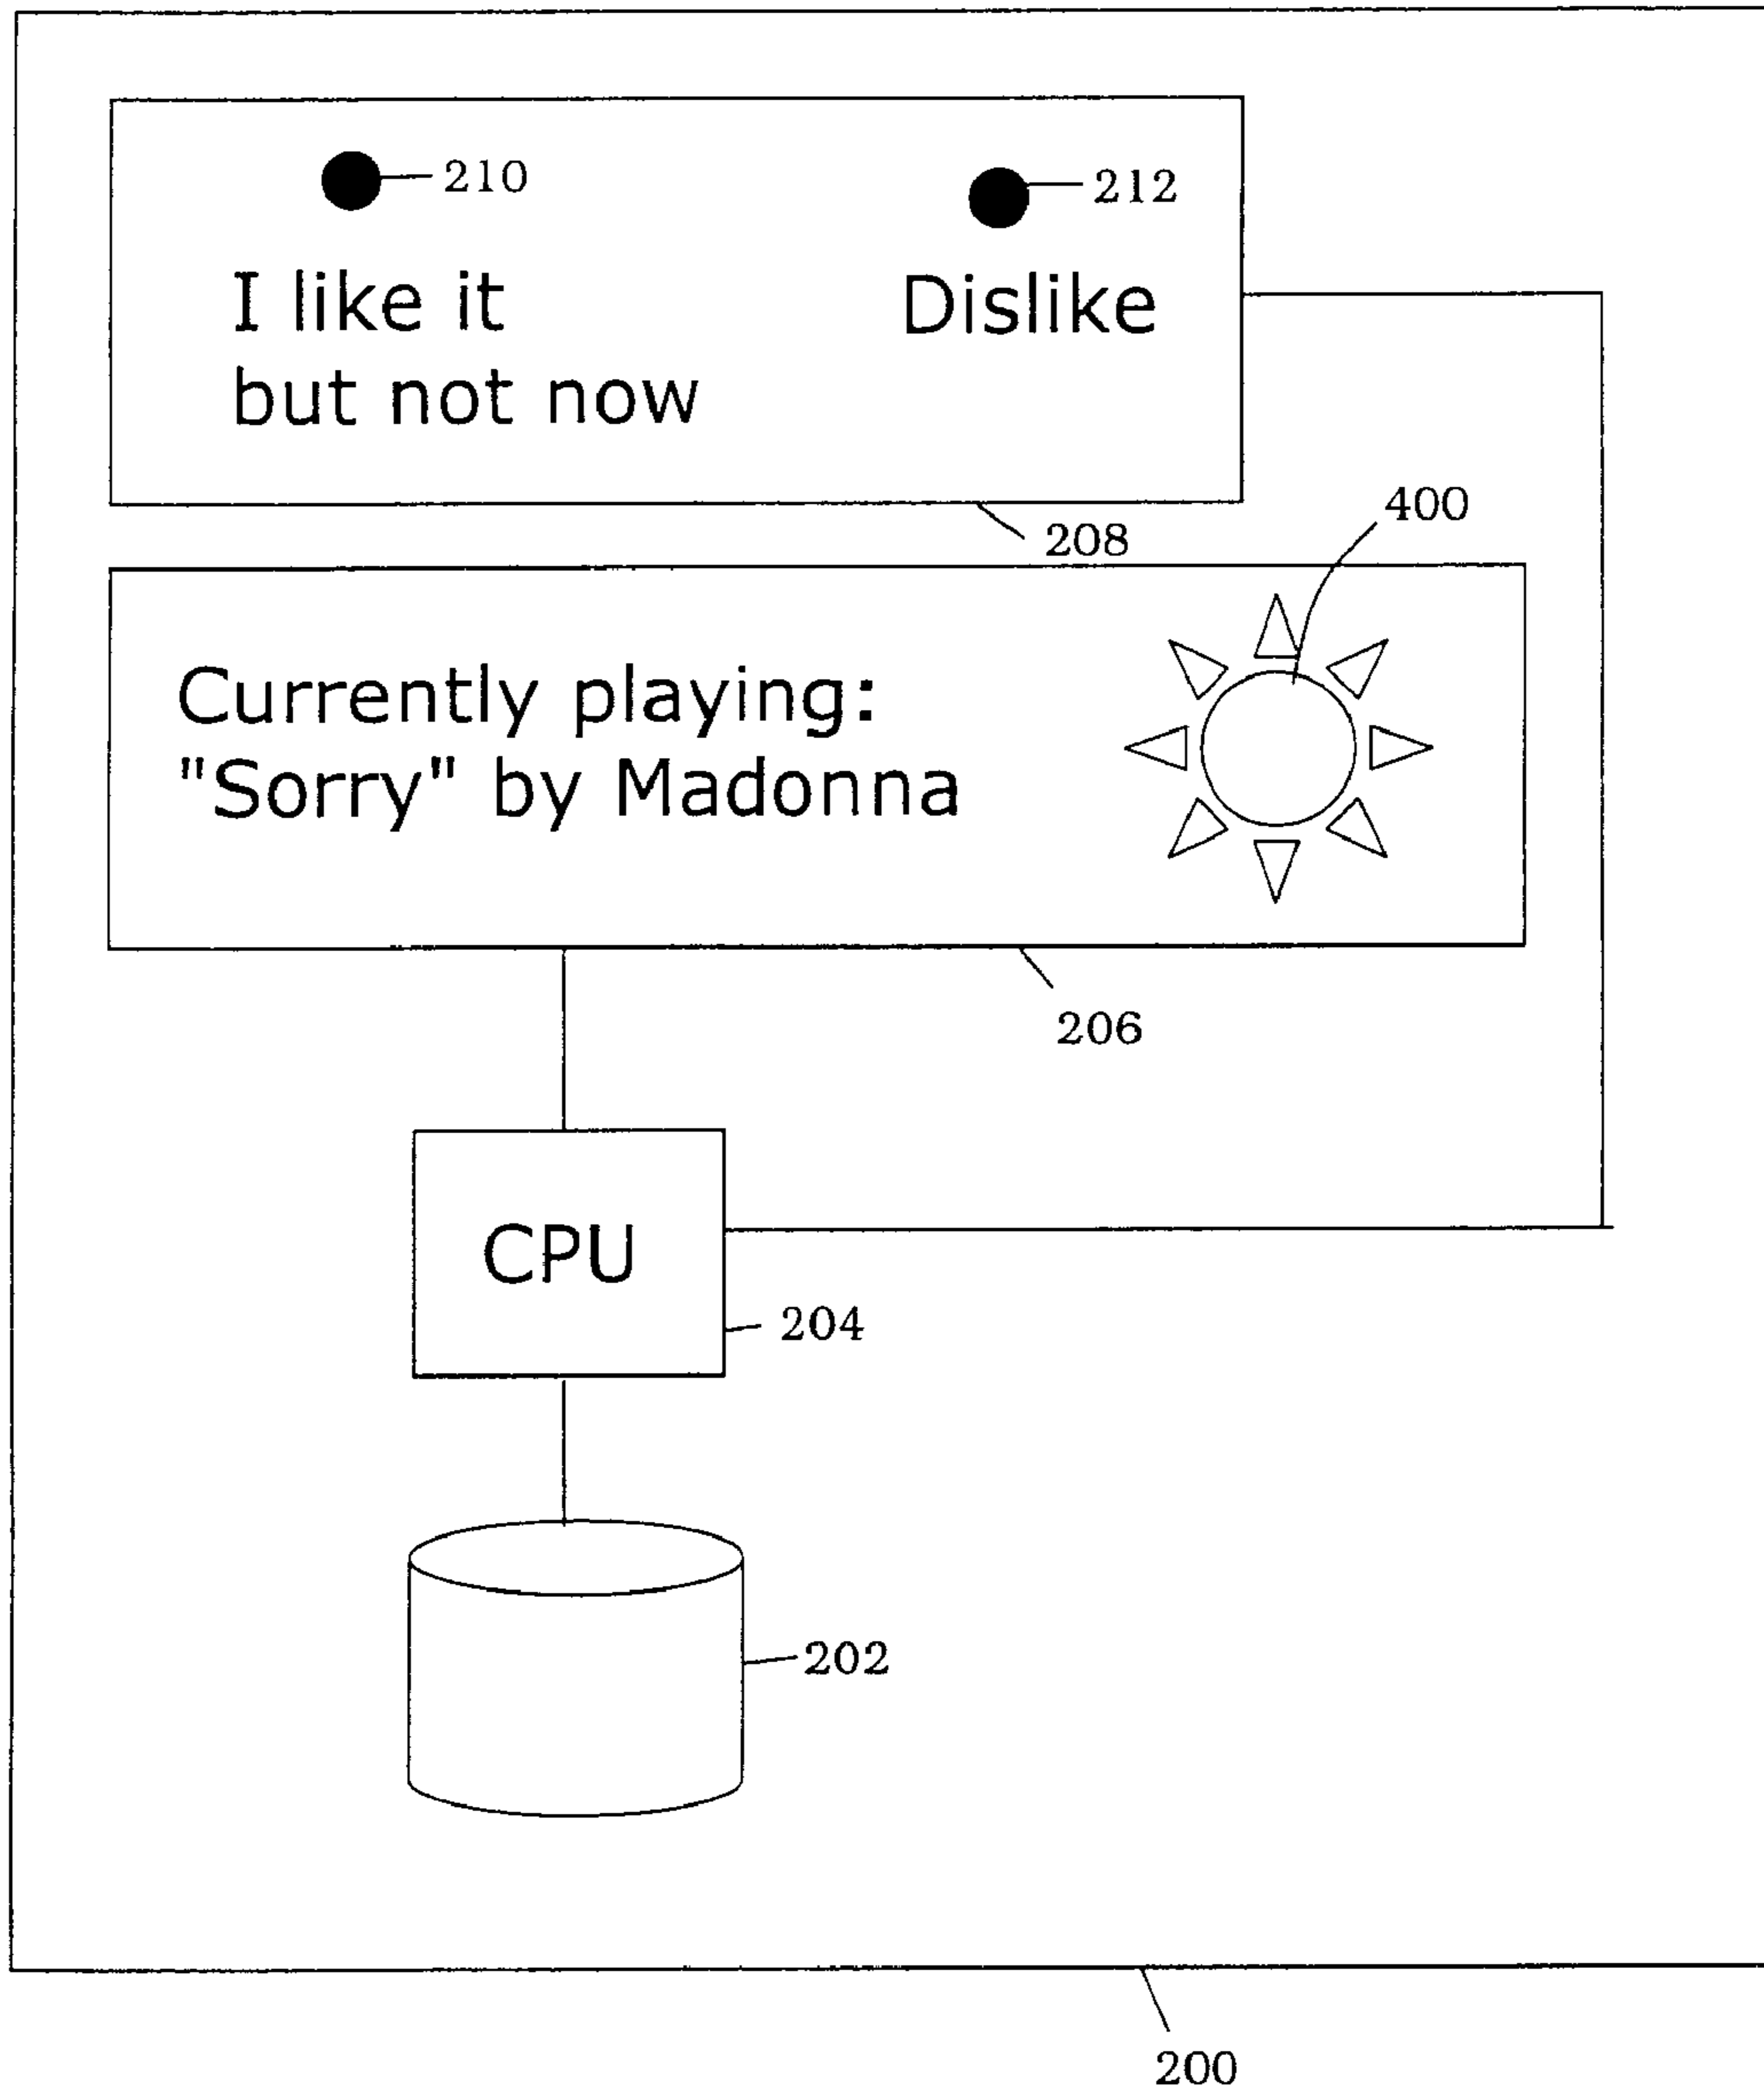 210
212
I like it
but not now
Dislike
208
400
Currently playing:
"Sorry" by Madonna
206
CPU
204
202
200